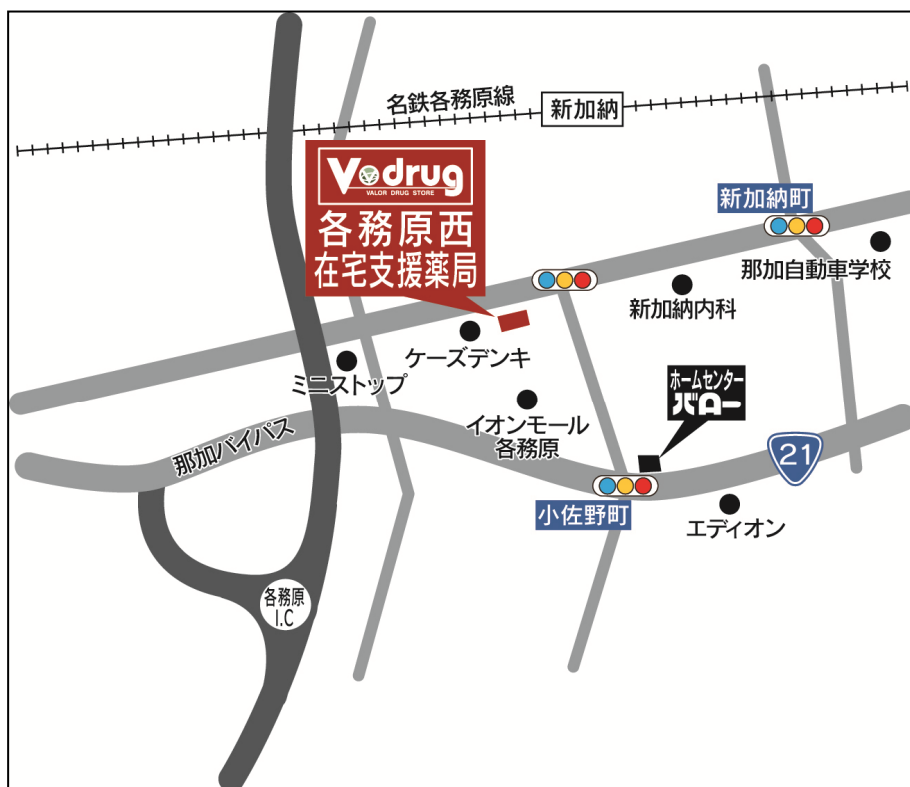 名鉄各務原線
新加納
V drug
VALOR DRUG STORE
各務原西
在宅支援薬局
新加納町
那加自動車学校
新加納内科
ケーズデンキ
ミニストップ
ホームセンター
バロー
イオンモール
各務原
那加バイパス
21
小佐野町
エディオン
各務原
I.C